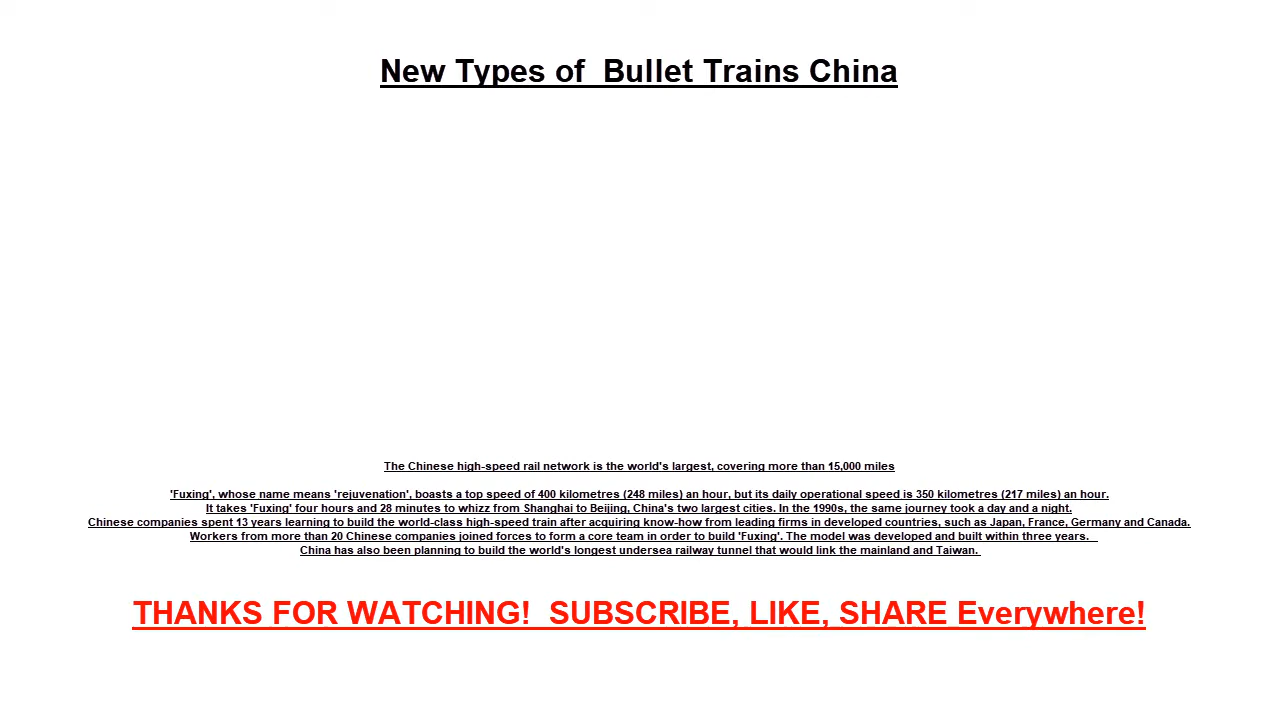 New Types of  Bullet Trains China
The Chinese high-speed rail network is the world's largest, covering more than 15,000 miles
'Fuxing', whose name means 'rejuvenation', boasts a top speed of 400 kilometres (248 miles) an hour, but its daily operational speed is 350 kilometres (217 miles) an hour.
It takes 'Fuxing' four hours and 28 minutes to whizz from Shanghai to Beijing, China's two largest cities. In the 1990s, the same journey took a day and a night.
Chinese companies spent 13 years learning to build the world-class high-speed train after acquiring know-how from leading firms in developed countries, such as Japan, France, Germany and Canada.
Workers from more than 20 Chinese companies joined forces to form a core team in order to build 'Fuxing'. The model was developed and built within three years.
China has also been planning to build the world's longest undersea railway tunnel that would link the mainland and Taiwan.
THANKS FOR WATCHING!  SUBSCRIBE, LIKE, SHARE Everywhere!